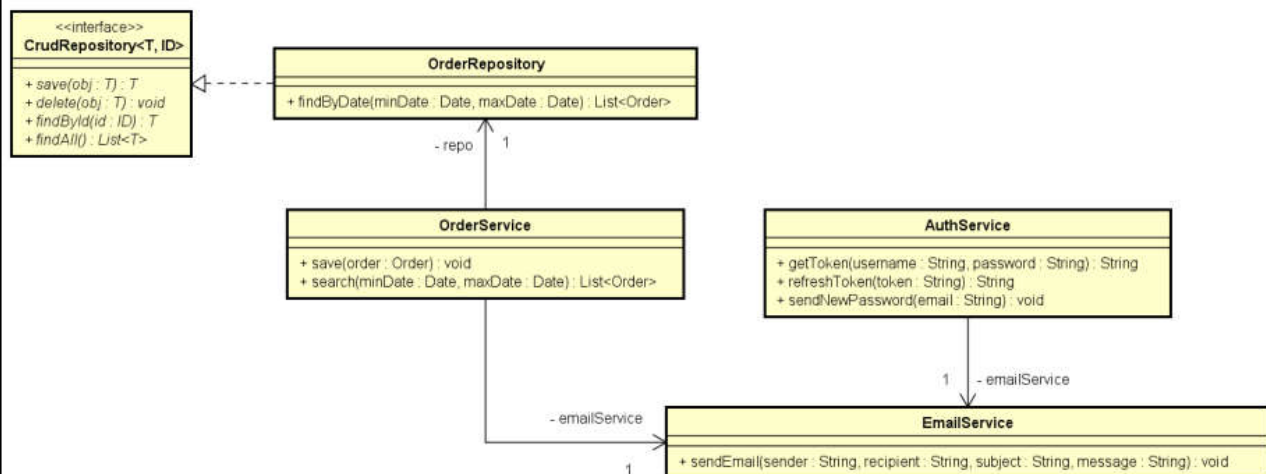 <<interface>>
CrudRepository<T, ID>
+ save(obj : T) : T
+ delete(obj : T) : void
+ findById(id : ID) : T
+ findAll() : List<T>
OrderRepository
+ findByDate(minDate : Date, maxDate : Date) : List<Order>
- repo
1
OrderService
+ save(order : Order) : void
+ search(minDate : Date, maxDate : Date) : List<Order>
AuthService
+ getToken(username : String, password : String) : String
+ refreshToken(token : String) : String
+ sendNewPassword(email : String) : void
1
- emailService
- emailService
1
EmailService
+ sendEmail(sender : String, recipient : String, subject : String, message : String) : void